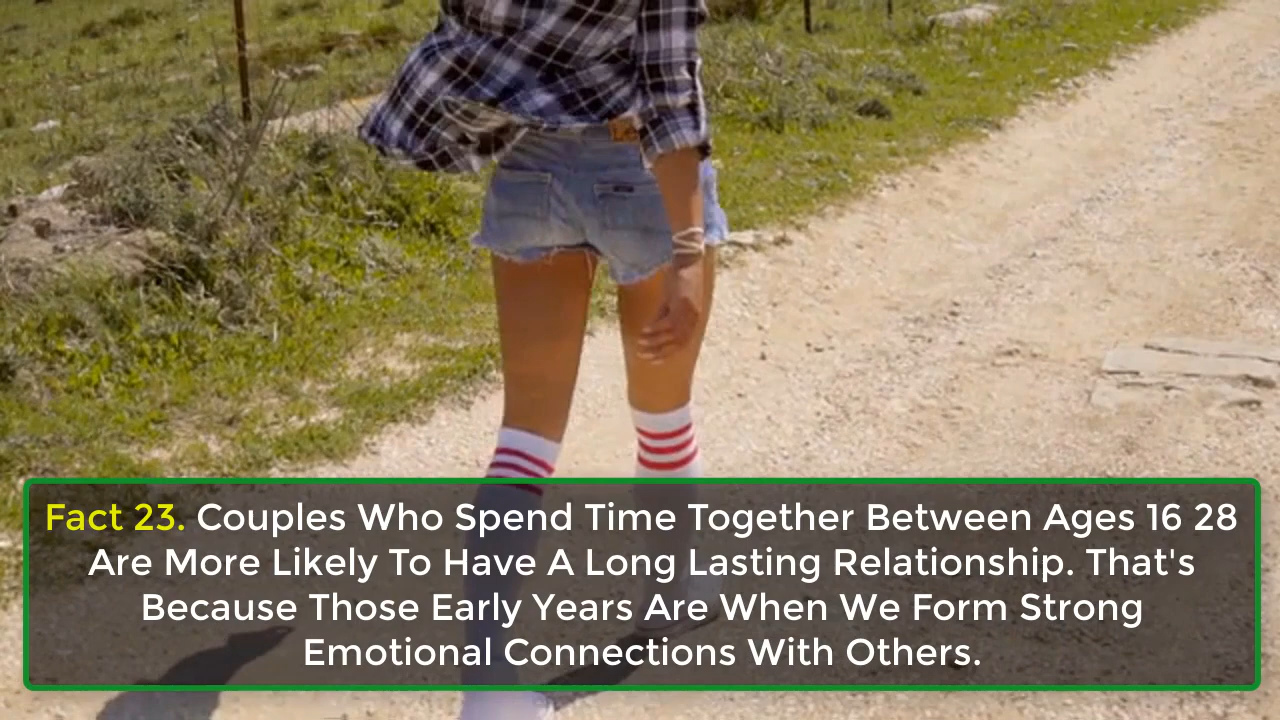 Fact 23. Couples Who Spend Time Together Between Ages 16 28
Are More Likely To Have A Long Lasting Relationship. That's
Because Those Early Years Are When We Form Strong
Emotional Connections With Others.